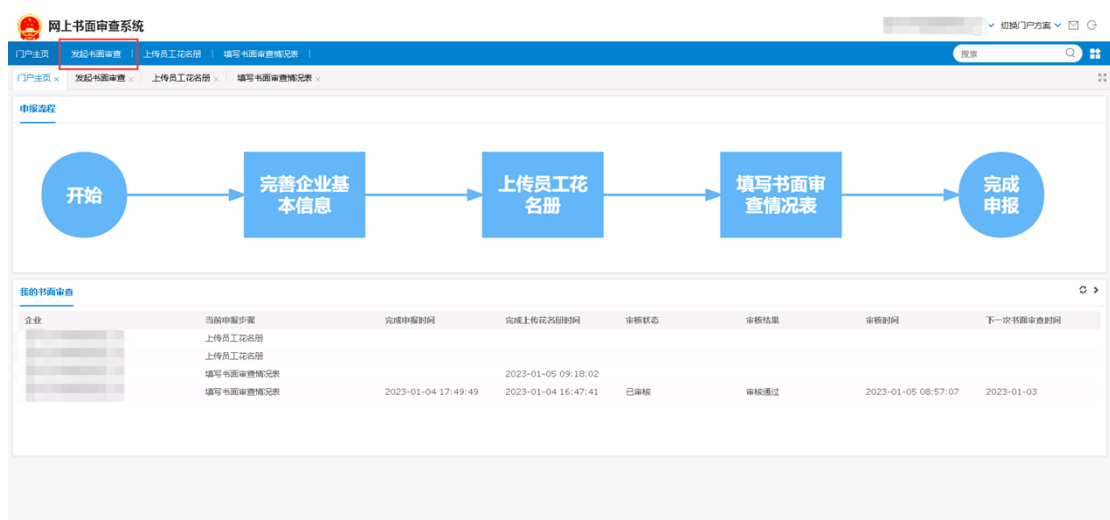 网上书面审查系统
切换门户方案
门户主页 发起书面审查 上传员工花名册 填写书面审查情况表 搜索
门户主页 × 发起书面审查 × 上传员工花名册 × 填写书面审查情况表 ×
申报流程
开始
完善企业基
本信息
上传员工花
名册
填写书面审
查情况表
完成
申报
我的书面审查
企业 当前申报步骤 完成申报时间 完成上传花名册时间 审核状态 审核结果 审核时间 下一次书面审查时间
上传员工花名册
上传员工花名册
填写书面审查情况表 2023-01-05 09:18:02
填写书面审查情况表 2023-01-04 17:49:49 2023-01-04 16:47:41 已审核 审核通过 2023-01-05 08:57:07 2023-01-03